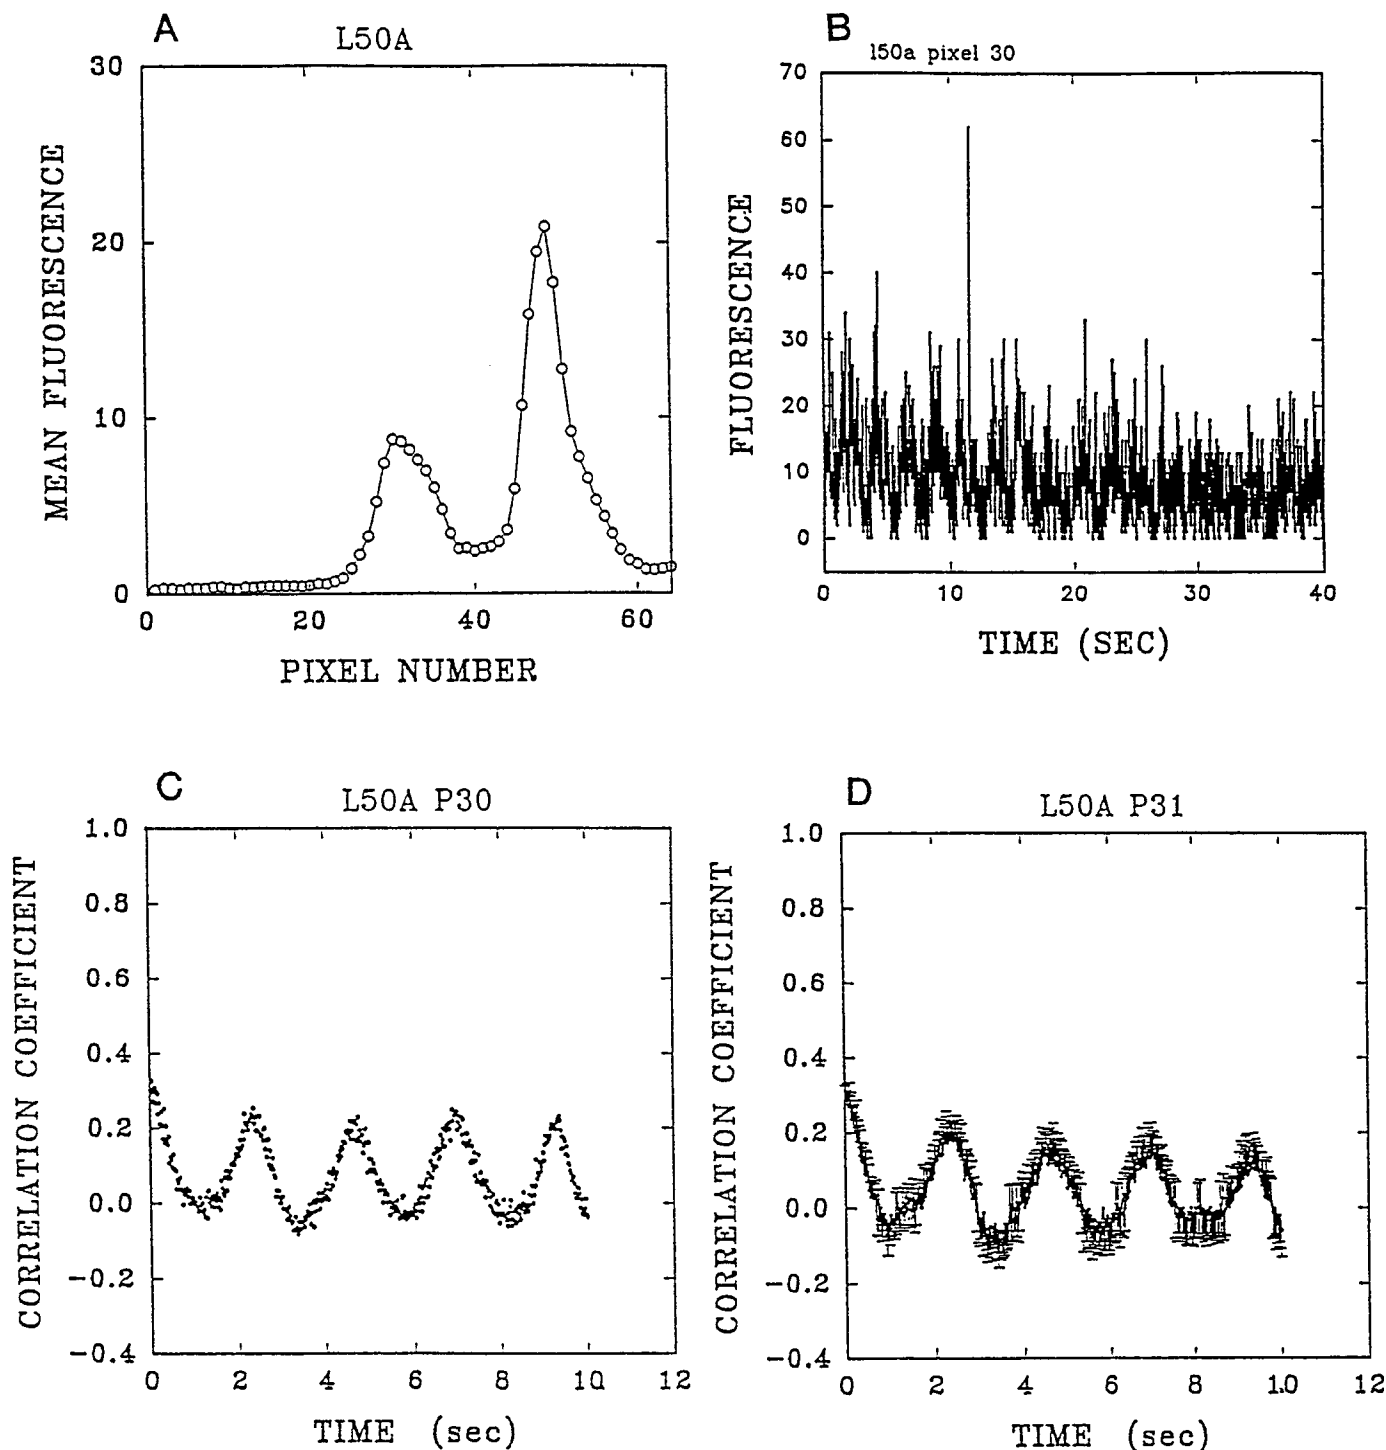 A
L50A
30
20
10
0
0 20 40 60
MEAN FLUORESCENCE
PIXEL NUMBER
B
l50a pixel 30
70
60
50
40
30
20
10
0
0 10 20 30 40
FLUORESCENCE
TIME (SEC)
C
L50A P30
1.0
0.8
0.6
0.4
0.2
0.0
-0.2
-0.4
0 2 4 6 8 10 12
CORRELATION COEFFICIENT
TIME (sec)
D
L50A P31
1.0
0.8
0.6
0.4
0.2
0.0
-0.2
-0.4
0 2 4 6 8 10 12
CORRELATION COEFFICIENT
TIME (sec)